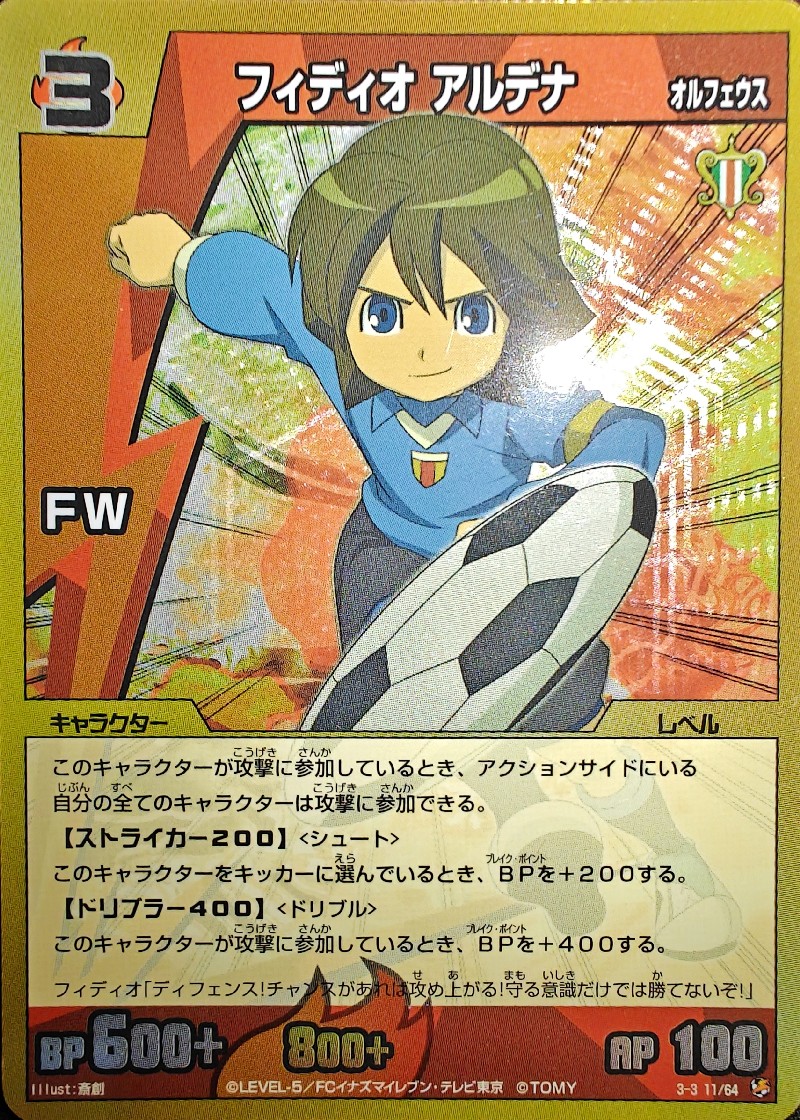 3
フィディオ アルデナ
オルフェウス
FW
キャラクター
レベル
このキャラクターが攻撃に参加しているとき、アクションサイドにいる
自分の全てのキャラクターは攻撃に参加できる。
【ストライカー200】<シュート>
このキャラクターをキッカーに選んでいるとき、BPを+200する。
【ドリブラー400】<ドリブル>
このキャラクターが攻撃に参加しているとき、BPを+400する。
フィディオ「ディフェンス!チャンスがあれば攻め上がる!守る意識だけでは勝てないぞ!」
BP 600+ 800+ AP 100
Illust:斎創
©LEVEL-5/FCイナズマイレブン・テレビ東京 ©TOMY
3-3 11/64